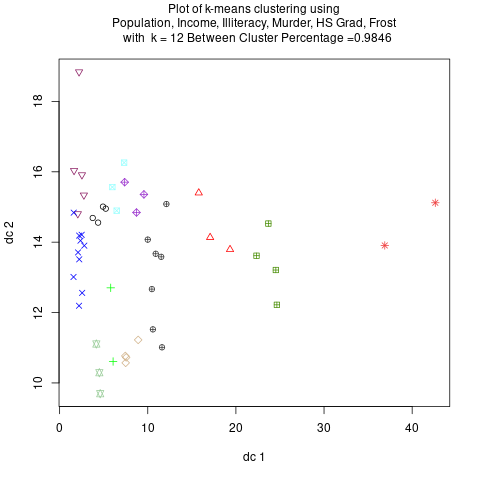 Plot of k-means clustering using
Population, Income, Illiteracy, Murder, HS Grad, Frost
with k = 12 Between Cluster Percentage =0.9846
18
16
14
12
10
dc 2
0 10 20 30 40
dc 1